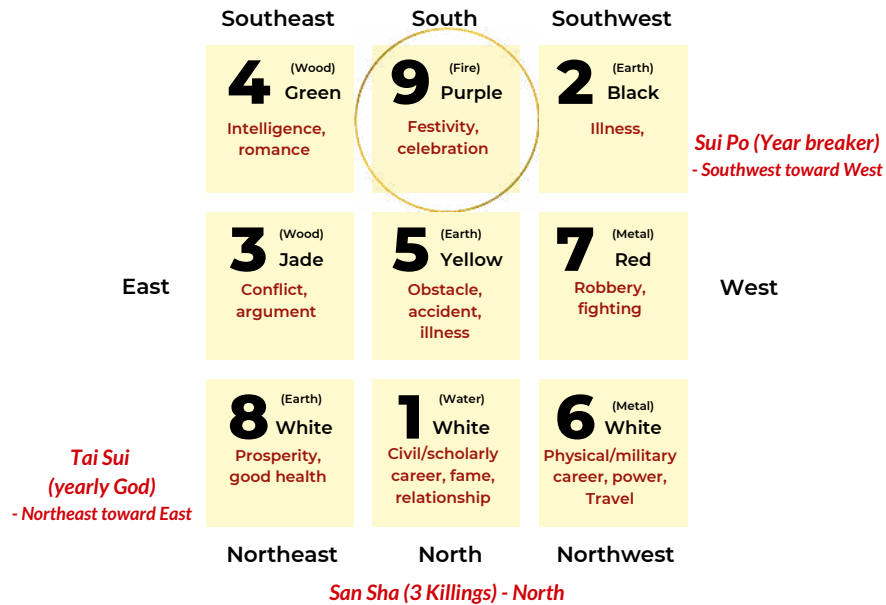 Southeast
South
Southwest
4
(Wood)
Green
Intelligence,
romance
9
(Fire)
Purple
Festivity,
celebration
2
(Earth)
Black
Illness,
Sui Po (Year breaker)
- Southwest toward West
East
3
(Wood)
Jade
Conflict,
argument
5
(Earth)
Yellow
Obstacle,
accident,
illness
7
(Metal)
Red
Robbery,
fighting
West
Tai Sui
(yearly God)
- Northeast toward East
8
(Earth)
White
Prosperity,
good health
1
(Water)
White
Civil/scholarly
career, fame,
relationship
6
(Metal)
White
Physical/military
career, power,
Travel
Northeast
North
Northwest
San Sha (3 Killings) - North